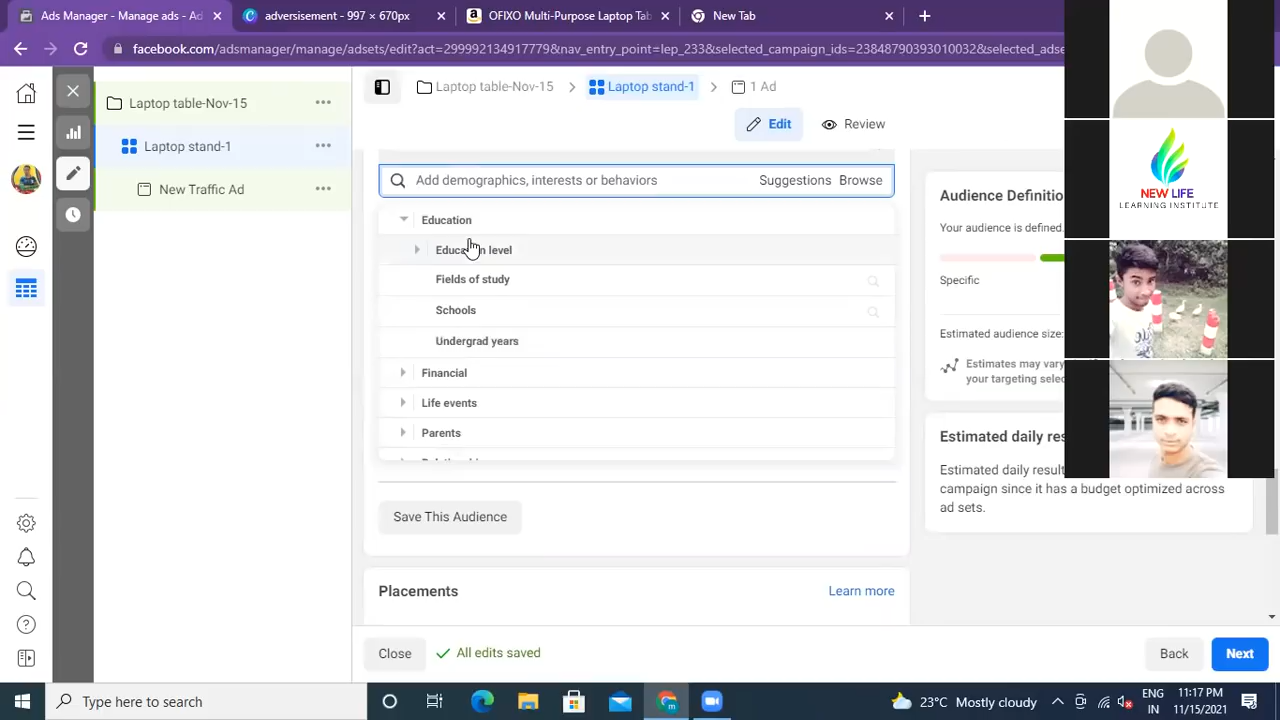 Ads Manager - Manage ads - Ad
advertisement - 997 × 670px
OFIXO Multi-Purpose Laptop Tab
New Tab
facebook.com/adsmanager/manage/adsets/edit?act=299992134917779&nav_entry_point=lep_233&selected_campaign_ids=23848790393010032&selected_adse
Laptop table-Nov-15
Laptop stand-1
New Traffic Ad
Laptop table-Nov-15
Laptop stand-1
1 Ad
Edit
Review
Add demographics, interests or behaviors
Suggestions
Browse
Education
Education level
Fields of study
Schools
Undergrad years
Financial
Life events
Parents
Save This Audience
Placements
Learn more
Audience Definitio
Your audience is defined.
Specific
Estimated audience size:
Estimates may vary
your targeting selec
Estimated daily res
Estimated daily result
campaign since it has a budget optimized across
ad sets.
NEW LIFE
LEARNING INSTITUTE
Close
All edits saved
Back
Next
Type here to search
23°C Mostly cloudy
ENG
IN
11:17 PM
11/15/2021